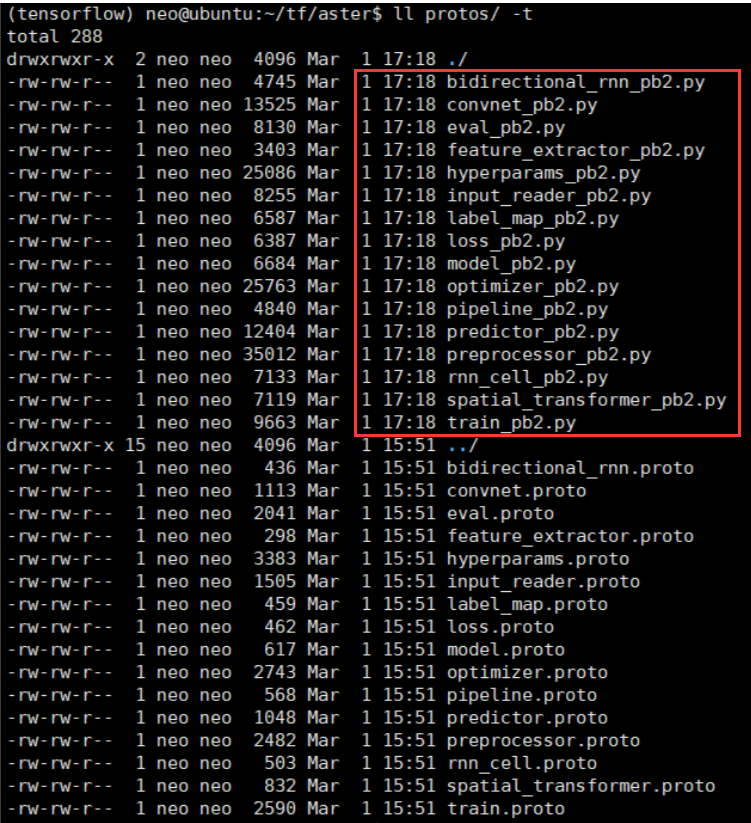 (tensorflow) neo@ubuntu:~/tf/aster$ ll protos/ -t
total 288
drwxrwxr-x  2 neo neo  4096 Mar  1 17:18 ./
-rw-rw-r--  1 neo neo  4745 Mar  1 17:18 bidirectional_rnn_pb2.py
-rw-rw-r--  1 neo neo 13525 Mar  1 17:18 convnet_pb2.py
-rw-rw-r--  1 neo neo  8130 Mar  1 17:18 eval_pb2.py
-rw-rw-r--  1 neo neo  3403 Mar  1 17:18 feature_extractor_pb2.py
-rw-rw-r--  1 neo neo 25086 Mar  1 17:18 hyperparams_pb2.py
-rw-rw-r--  1 neo neo  8255 Mar  1 17:18 input_reader_pb2.py
-rw-rw-r--  1 neo neo  6587 Mar  1 17:18 label_map_pb2.py
-rw-rw-r--  1 neo neo  6387 Mar  1 17:18 loss_pb2.py
-rw-rw-r--  1 neo neo  6684 Mar  1 17:18 model_pb2.py
-rw-rw-r--  1 neo neo 25763 Mar  1 17:18 optimizer_pb2.py
-rw-rw-r--  1 neo neo  4840 Mar  1 17:18 pipeline_pb2.py
-rw-rw-r--  1 neo neo 12404 Mar  1 17:18 predictor_pb2.py
-rw-rw-r--  1 neo neo 35012 Mar  1 17:18 preprocessor_pb2.py
-rw-rw-r--  1 neo neo  7133 Mar  1 17:18 rnn_cell_pb2.py
-rw-rw-r--  1 neo neo  7119 Mar  1 17:18 spatial_transformer_pb2.py
-rw-rw-r--  1 neo neo  9663 Mar  1 17:18 train_pb2.py
drwxrwxr-x 15 neo neo  4096 Mar  1 15:51 ../
-rw-rw-r--  1 neo neo   436 Mar  1 15:51 bidirectional_rnn.proto
-rw-rw-r--  1 neo neo  1113 Mar  1 15:51 convnet.proto
-rw-rw-r--  1 neo neo  2041 Mar  1 15:51 eval.proto
-rw-rw-r--  1 neo neo   298 Mar  1 15:51 feature_extractor.proto
-rw-rw-r--  1 neo neo  3383 Mar  1 15:51 hyperparams.proto
-rw-rw-r--  1 neo neo  1505 Mar  1 15:51 input_reader.proto
-rw-rw-r--  1 neo neo   459 Mar  1 15:51 label_map.proto
-rw-rw-r--  1 neo neo   462 Mar  1 15:51 loss.proto
-rw-rw-r--  1 neo neo   617 Mar  1 15:51 model.proto
-rw-rw-r--  1 neo neo  2743 Mar  1 15:51 optimizer.proto
-rw-rw-r--  1 neo neo   568 Mar  1 15:51 pipeline.proto
-rw-rw-r--  1 neo neo  1048 Mar  1 15:51 predictor.proto
-rw-rw-r--  1 neo neo  2482 Mar  1 15:51 preprocessor.proto
-rw-rw-r--  1 neo neo   503 Mar  1 15:51 rnn_cell.proto
-rw-rw-r--  1 neo neo   832 Mar  1 15:51 spatial_transformer.proto
-rw-rw-r--  1 neo neo  2590 Mar  1 15:51 train.proto